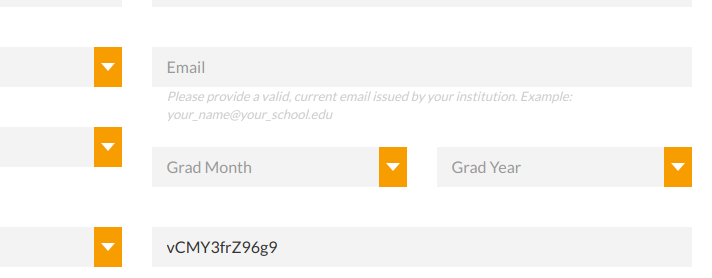 Email
Please provide a valid, current email issued by your institution. Example:
your_name@your_school.edu
Grad Month
Grad Year
vCMY3frZ96g9